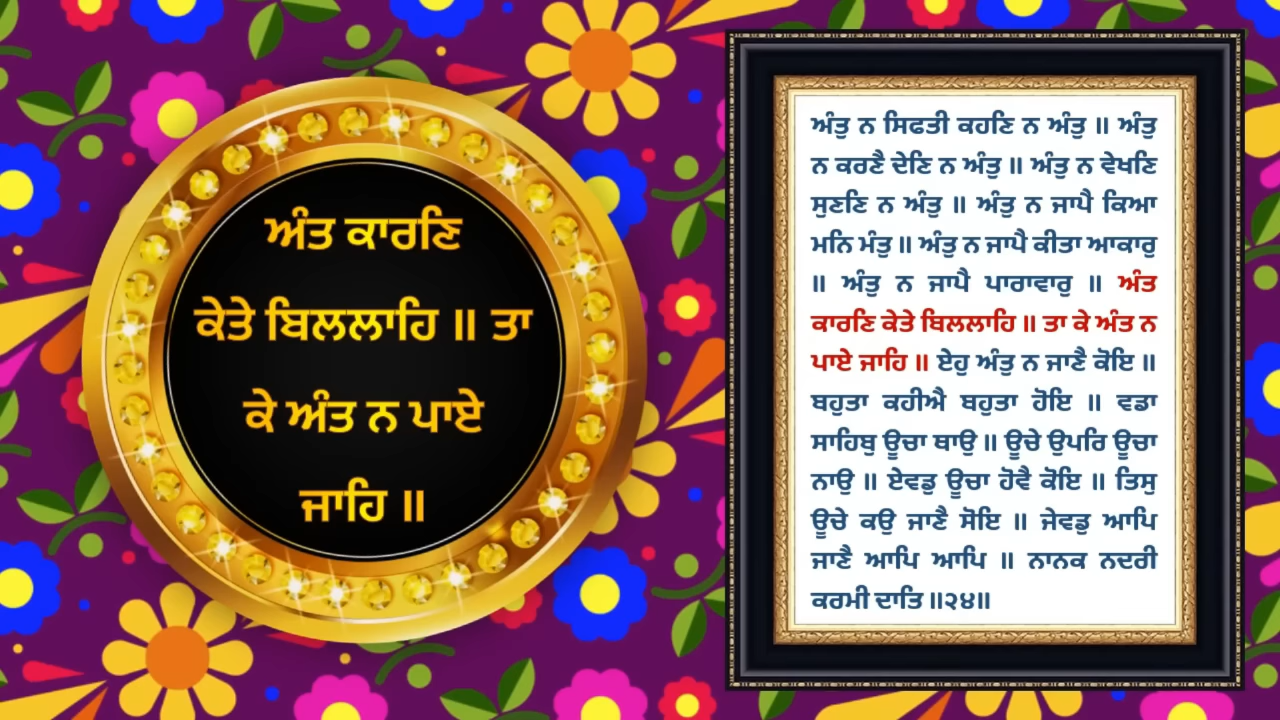 ਅੰਤ ਕਾਰਣਿ
ਕੇਤੇ ਬਿਲਲਾਹਿ ॥ ਤਾ
ਕੇ ਅੰਤ ਨ ਪਾਏ
ਜਾਹਿ ॥
ਅੰਤੁ ਨ ਸਿਫਤੀ ਕਹਣਿ ਨ ਅੰਤੁ ॥ ਅੰਤੁ
ਨ ਕਰਣੈ ਦੇਣਿ ਨ ਅੰਤੁ ॥ ਅੰਤੁ ਨ ਵੇਖਣਿ
ਸੁਣਣਿ ਨ ਅੰਤੁ ॥ ਅੰਤੁ ਨ ਜਾਪੈ ਕਿਆ
ਮਨਿ ਮੰਤੁ ॥ ਅੰਤੁ ਨ ਜਾਪੈ ਕੀਤਾ ਆਕਾਰੁ
॥ ਅੰਤੁ ਨ ਜਾਪੈ ਪਾਰਾਵਾਰੁ ॥ ਅੰਤ
ਕਾਰਣਿ ਕੇਤੇ ਬਿਲਲਾਹਿ ॥ ਤਾ ਕੇ ਅੰਤ ਨ
ਪਾਏ ਜਾਹਿ ॥ ਏਹੁ ਅੰਤੁ ਨ ਜਾਣੈ ਕੋਇ ॥
ਬਹੁਤਾ ਕਹੀਐ ਬਹੁਤਾ ਹੋਇ ॥ ਵਡਾ
ਸਾਹਿਬੁ ਊਚਾ ਥਾਉ ॥ ਊਚੇ ਉਪਰਿ ਊਚਾ
ਨਾਉ ॥ ਏਵਡੁ ਊਚਾ ਹੋਵੈ ਕੋਇ ॥ ਤਿਸੁ
ਊਚੇ ਕਉ ਜਾਣੈ ਸੋਇ ॥ ਜੇਵਡੁ ਆਪਿ
ਜਾਣੈ ਆਪਿ ਆਪਿ ॥ ਨਾਨਕ ਨਦਰੀ
ਕਰਮੀ ਦਾਤਿ ॥੨੪॥